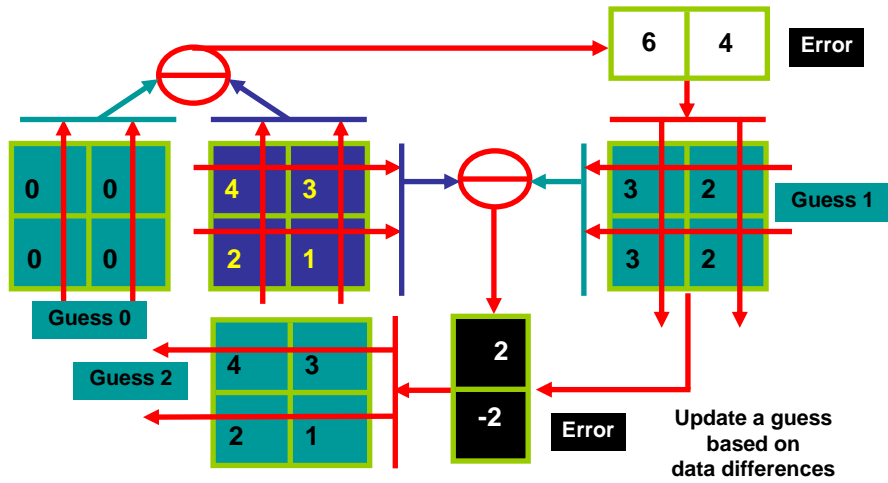 6 4
Error
0 0
4 3
3 2
Guess 1
0 0
2 1
3 2
Guess 0
2
4 3
Guess 2
-2
Error
2 1
Update a guess
based on
data differences